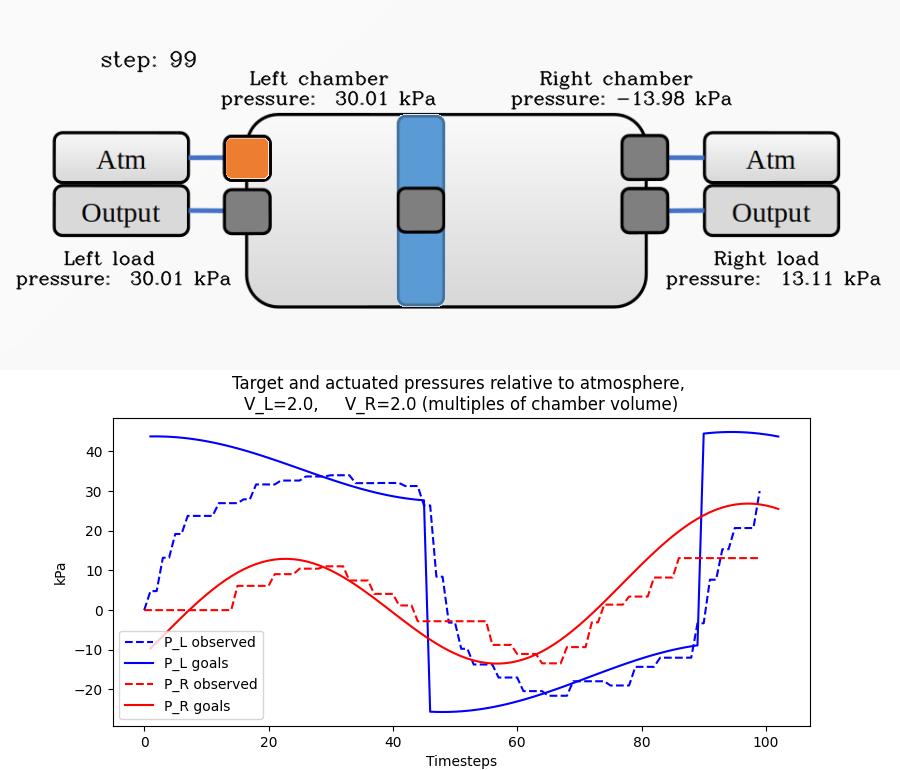 step: 99
Left chamber
pressure:  30.01 kPa
Right chamber
pressure: −13.98 kPa
Atm
Output
Atm
Output
Left load
pressure:  30.01 kPa
Right load
pressure:  13.11 kPa
Target and actuated pressures relative to atmosphere,
V_L=2.0,     V_R=2.0 (multiples of chamber volume)
kPa
40
30
20
10
0
−10
−20
P_L observed
P_L goals
P_R observed
P_R goals
0 20 40 60 80 100
Timesteps